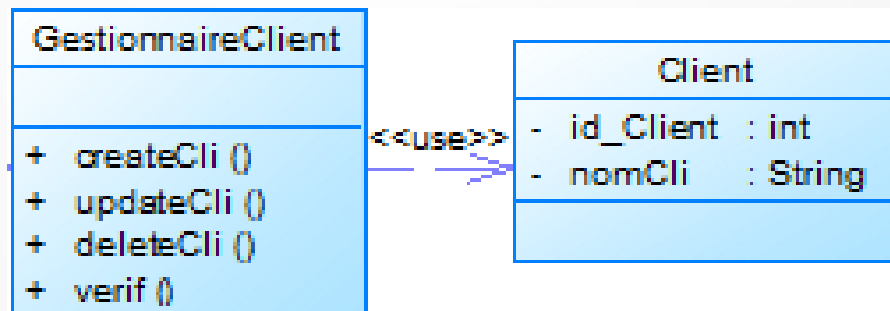 GestionnaireClient
+ createCli ()
+ updateCli ()
+ deleteCli ()
+ verif ()
<<use>>
Client
- id_Client : int
- nomCli : String